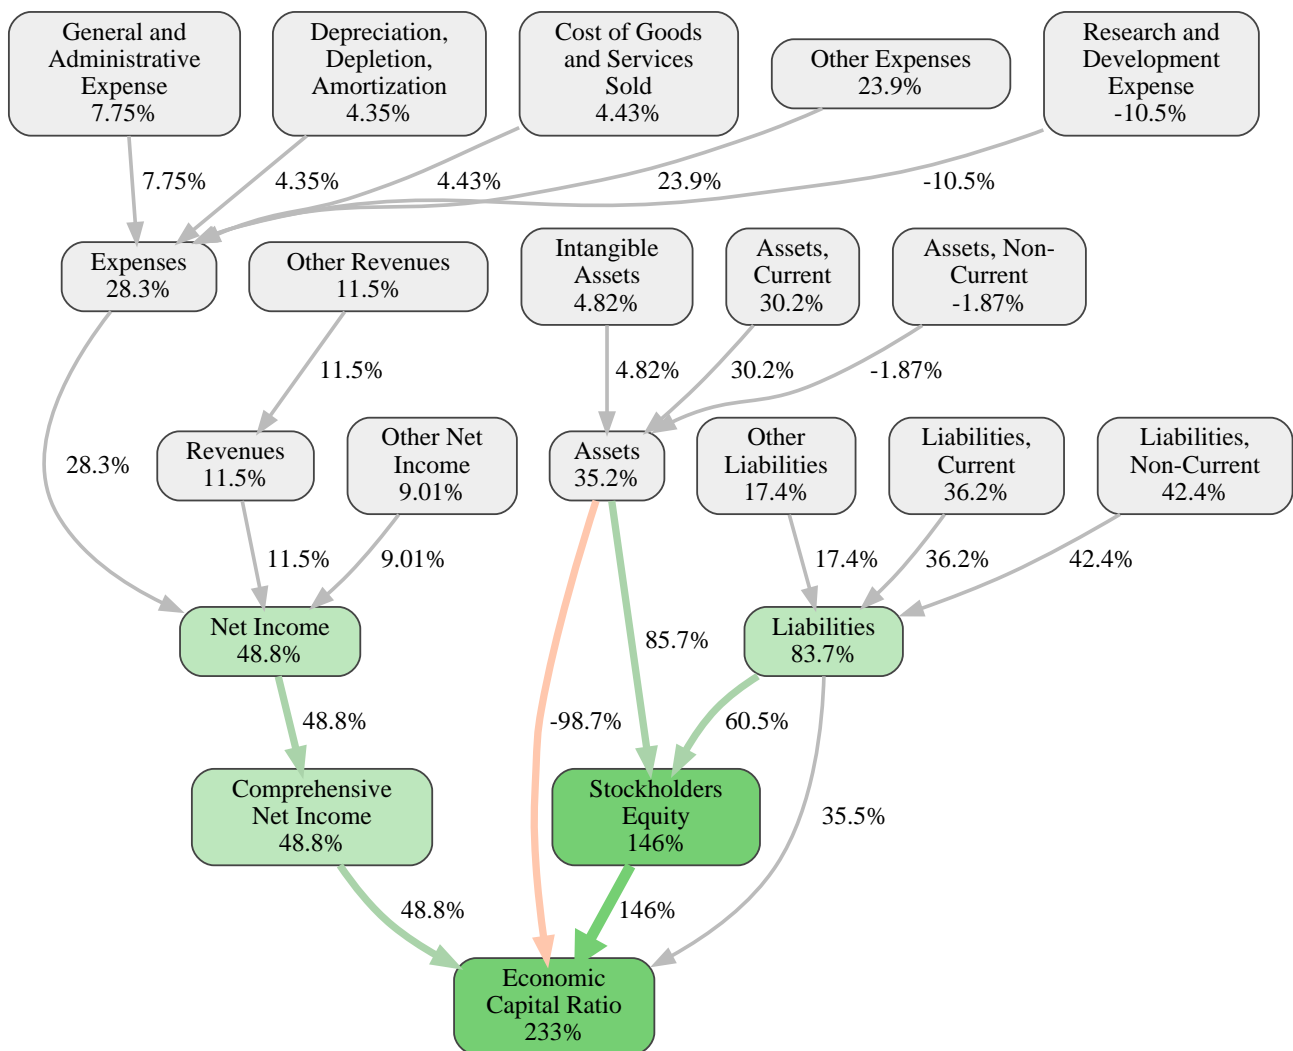 General and
Administrative
Expense
7.75%
Depreciation,
Depletion,
Amortization
4.35%
Cost of Goods
and Services
Sold
4.43%
Other Expenses
23.9%
Research and
Development
Expense
-10.5%
7.75%
4.35%
4.43%
23.9%
-10.5%
Expenses
28.3%
Other Revenues
11.5%
Intangible
Assets
4.82%
Assets,
Current
30.2%
Assets, Non-
Current
-1.87%
11.5%
4.82%
30.2%
-1.87%
28.3%
Revenues
11.5%
Other Net
Income
9.01%
Assets
35.2%
Other
Liabilities
17.4%
Liabilities,
Current
36.2%
Liabilities,
Non-Current
42.4%
11.5%
9.01%
17.4%
36.2%
42.4%
Net Income
48.8%
85.7%
Liabilities
83.7%
48.8%
-98.7%
60.5%
Comprehensive
Net Income
48.8%
Stockholders
Equity
146%
35.5%
48.8%
146%
Economic
Capital Ratio
233%